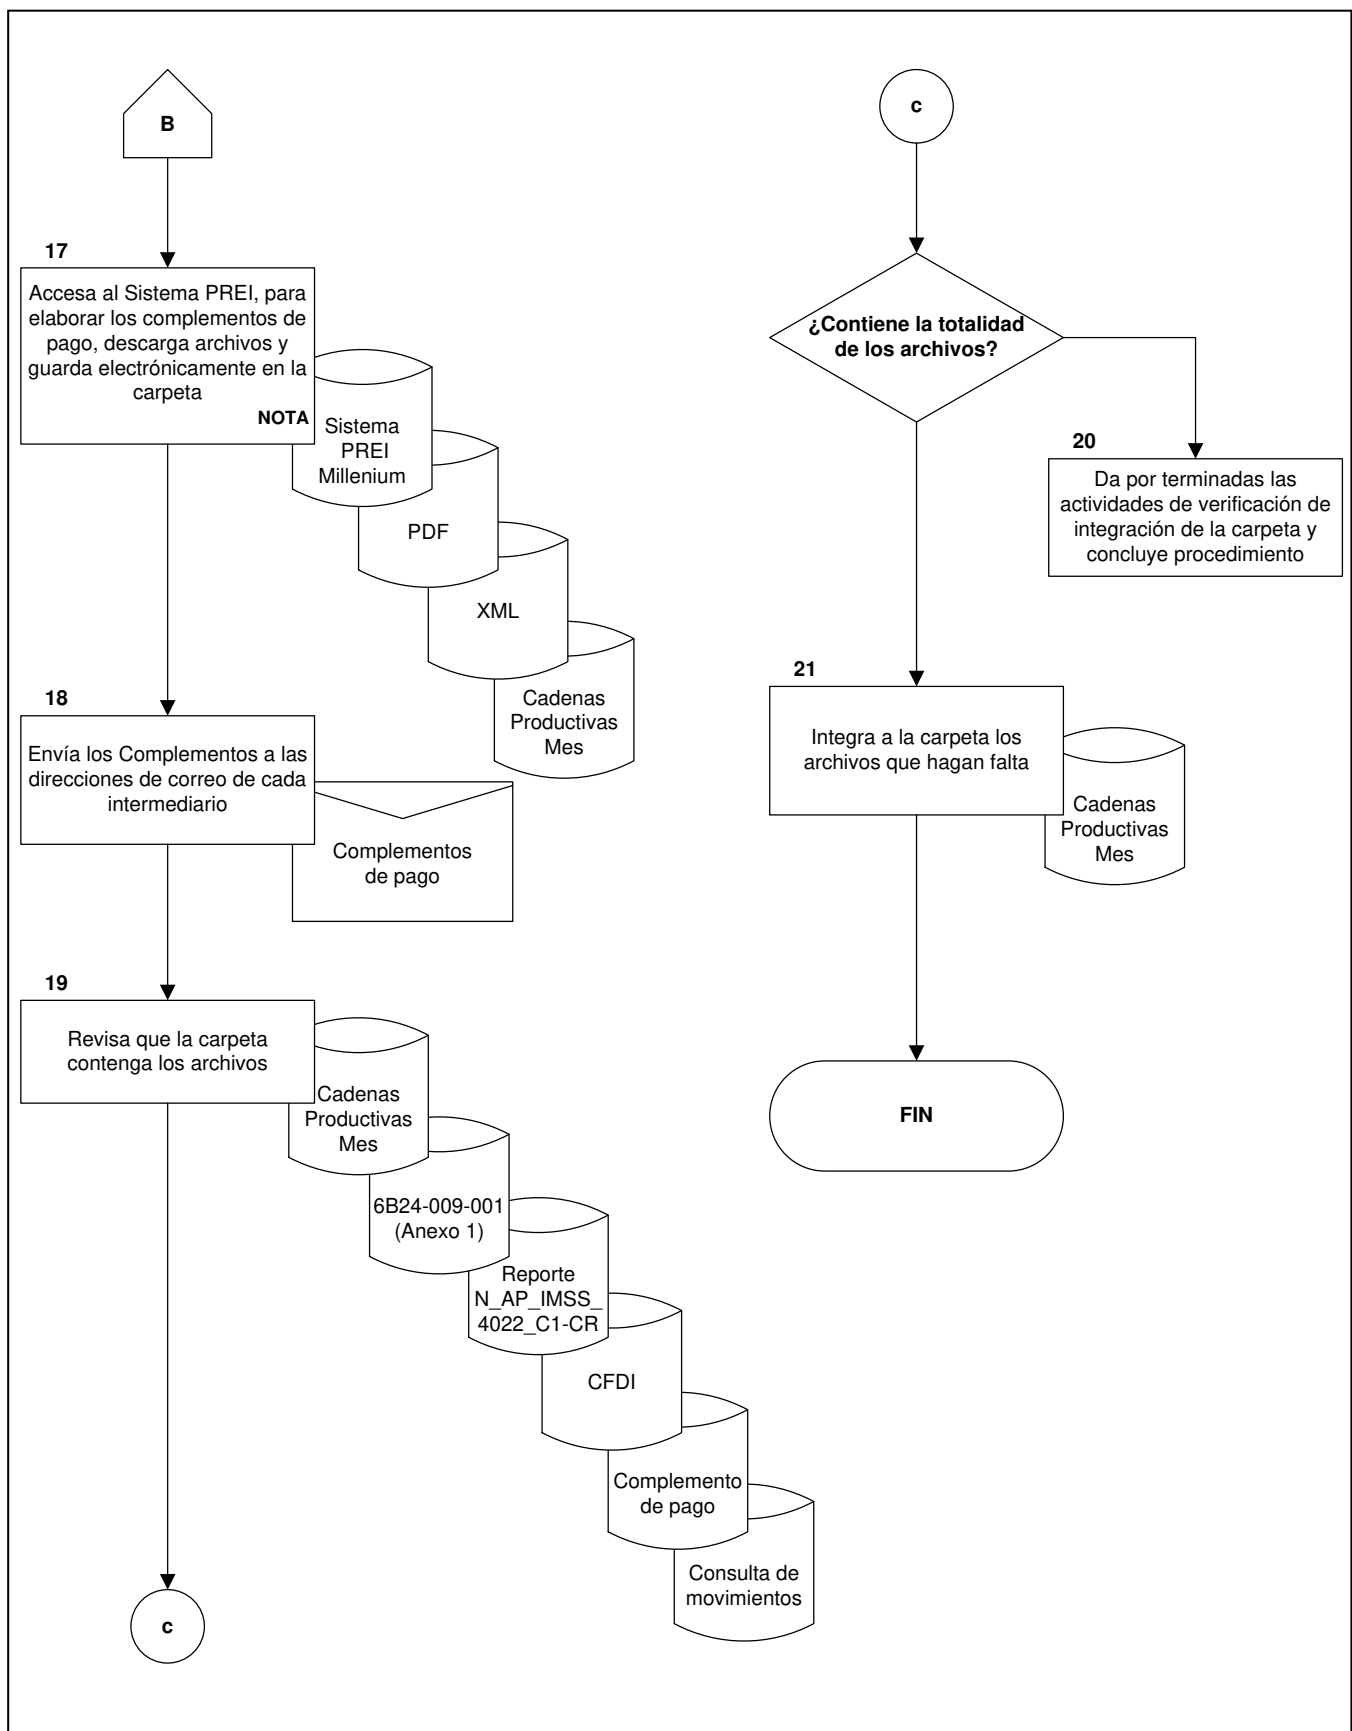 B
17
Accesa al Sistema PREI, para
elaborar los complementos de
pago, descarga archivos y
guarda electrónicamente en la
carpeta
NOTA
Sistema
PREI
Millenium
PDF
XML
Cadenas
Productivas
Mes
18
Envía los Complementos a las
direcciones de correo de cada
intermediario
Complementos
de pago
19
Revisa que la carpeta
contenga los archivos
Cadenas
Productivas
Mes
6B24-009-001
(Anexo 1)
Reporte
N_AP_IMSS_
4022_C1-CR
CFDI
Complemento
de pago
Consulta de
movimientos
c
c
¿Contiene la totalidad
de los archivos?
20
Da por terminadas las
actividades de verificación de
integración de la carpeta y
concluye procedimiento
21
Integra a la carpeta los
archivos que hagan falta
Cadenas
Productivas
Mes
FIN